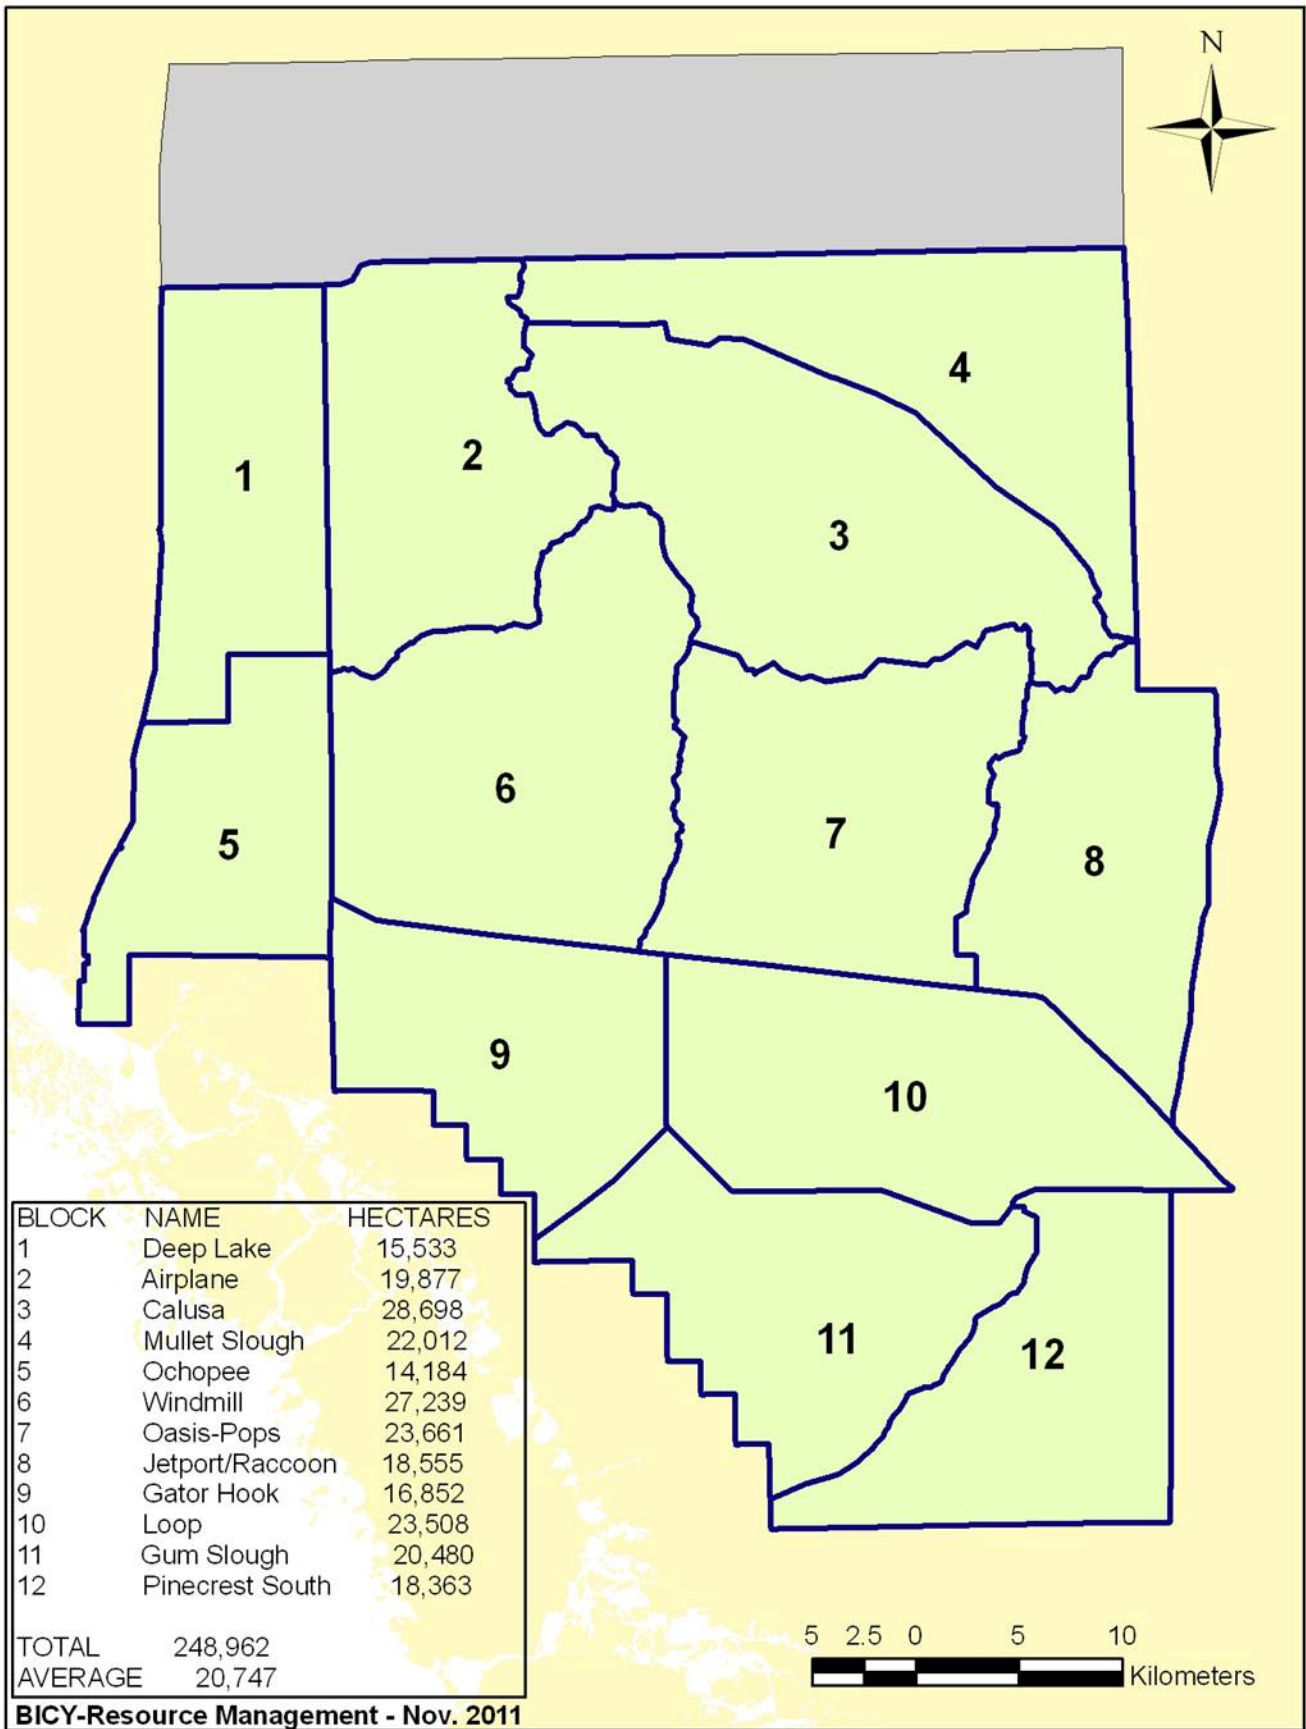 N
4
2
1
3
6
7
5
8
9
10
11
12
BLOCK NAME HECTARES
1 Deep Lake 15,533
2 Airplane 19,877
3 Calusa 28,698
4 Mullet Slough 22,012
5 Ochopee 14,184
6 Windmill 27,239
7 Oasis-Pops 23,661
8 Jetport/Raccoon 18,555
9 Gator Hook 16,852
10 Loop 23,508
11 Gum Slough 20,480
12 Pinecrest South 18,363
TOTAL 248,962
AVERAGE 20,747
5 2.5 0 5 10
Kilometers
BICY-Resource Management - Nov. 2011